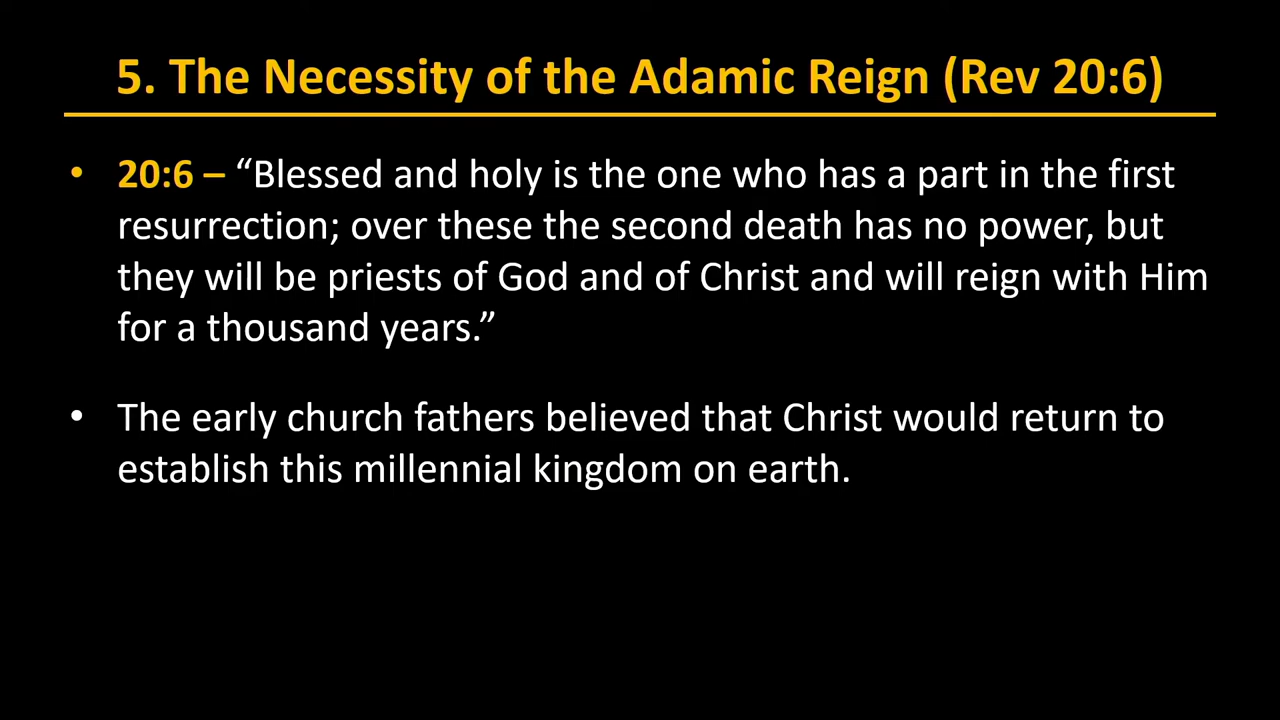 5. The Necessity of the Adamic Reign (Rev 20:6)
• 20:6 – “Blessed and holy is the one who has a part in the first
resurrection; over these the second death has no power, but
they will be priests of God and of Christ and will reign with Him
for a thousand years.”
• The early church fathers believed that Christ would return to
establish this millennial kingdom on earth.